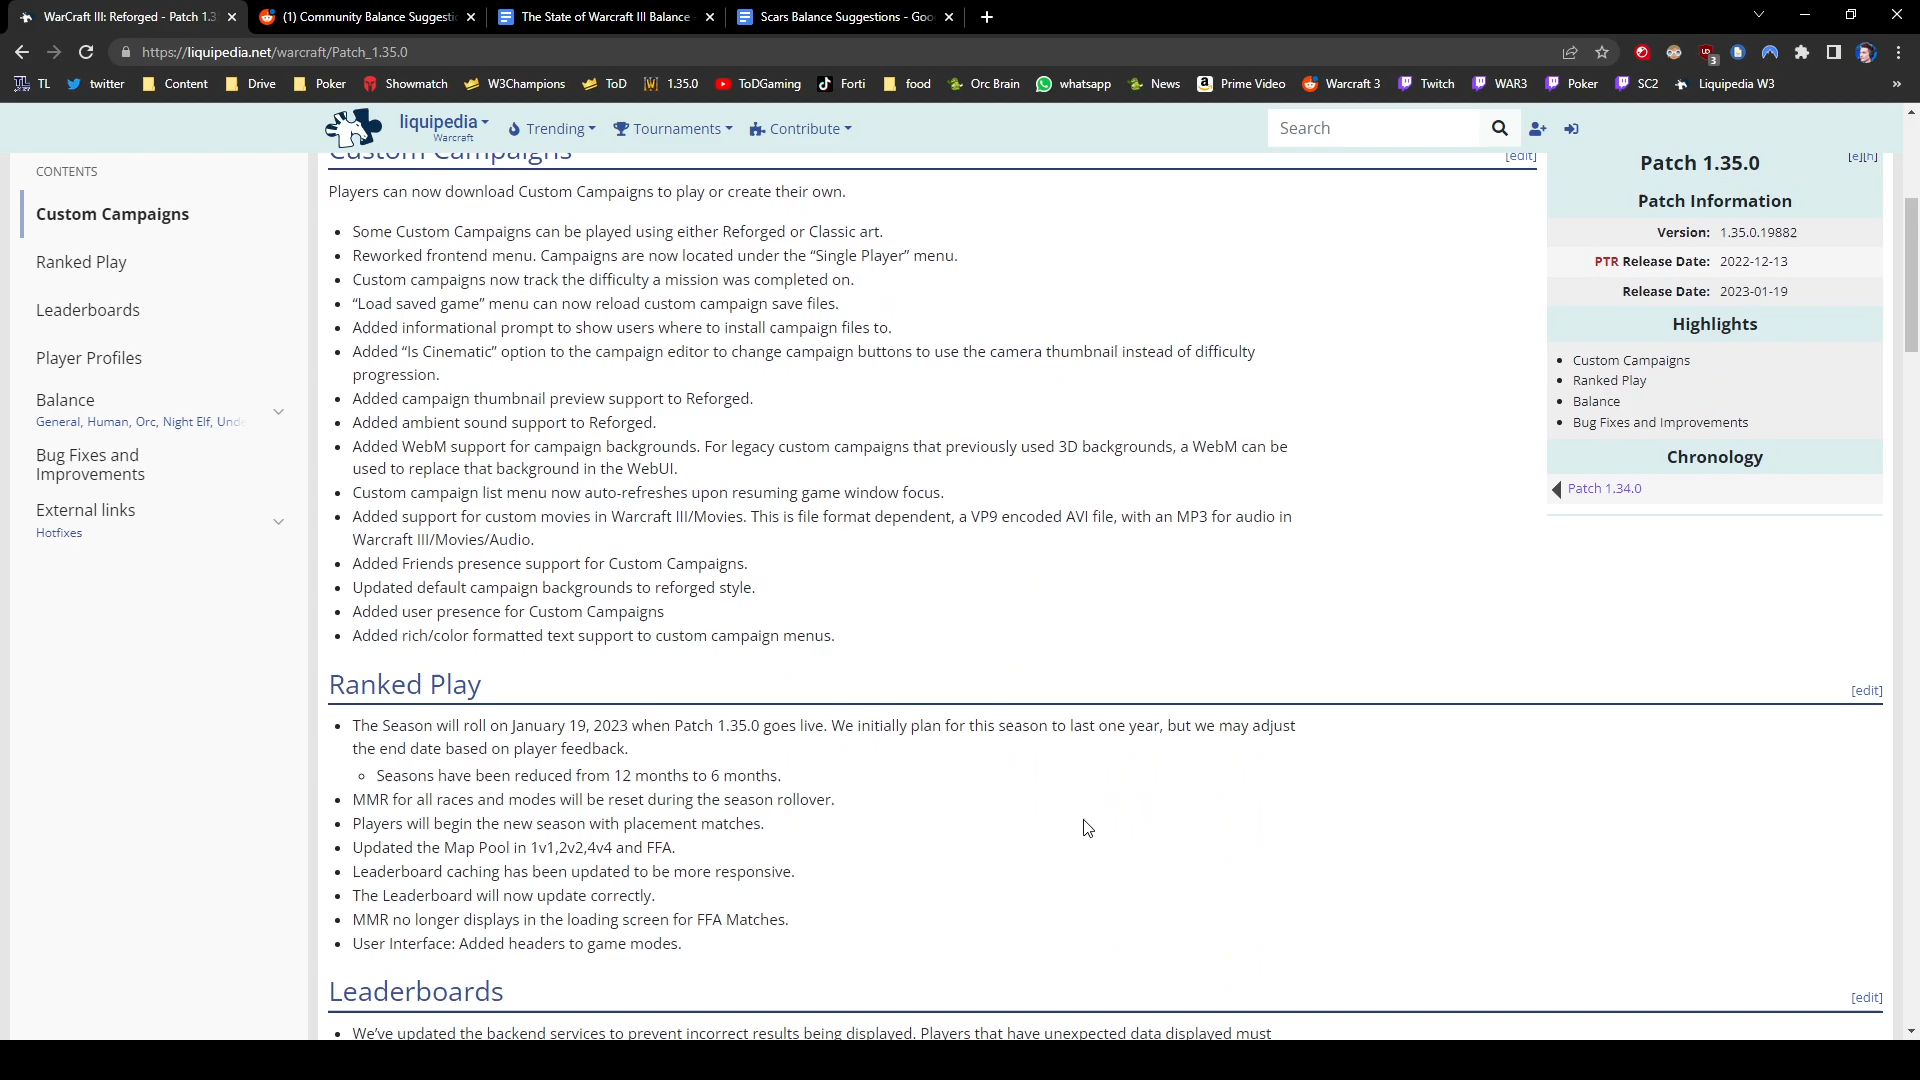 WarCraft III: Reforged - Patch 1.3
(1) Community Balance Suggesti
The State of Warcraft III Balance
Scars Balance Suggestions - Goo
https://liquipedia.net/warcraft/Patch_1.35.0
3
TL
twitter
Content
Drive
Poker
Showmatch
W3Champions
ToD
1.35.0
ToDGaming
Forti
food
Orc Brain
whatsapp
News
Prime Video
Warcraft 3
Twitch
WAR3
Poker
SC2
Liquipedia W3
»
liquipedia
Warcraft
Trending
Tournaments
Contribute
Search
CONTENTS
Custom Campaigns
Ranked Play
Leaderboards
Player Profiles
Balance
General, Human, Orc, Night Elf, Unde
Bug Fixes and
Improvements
External links
Hotfixes
Custom Campaigns
[edit]
Players can now download Custom Campaigns to play or create their own.
• Some Custom Campaigns can be played using either Reforged or Classic art.
• Reworked frontend menu. Campaigns are now located under the “Single Player” menu.
• Custom campaigns now track the difficulty a mission was completed on.
• “Load saved game” menu can now reload custom campaign save files.
• Added informational prompt to show users where to install campaign files to.
• Added “Is Cinematic” option to the campaign editor to change campaign buttons to use the camera thumbnail instead of difficulty
progression.
• Added campaign thumbnail preview support to Reforged.
• Added ambient sound support to Reforged.
• Added WebM support for campaign backgrounds. For legacy custom campaigns that previously used 3D backgrounds, a WebM can be
used to replace that background in the WebUI.
• Custom campaign list menu now auto-refreshes upon resuming game window focus.
• Added support for custom movies in Warcraft III/Movies. This is file format dependent, a VP9 encoded AVI file, with an MP3 for audio in
Warcraft III/Movies/Audio.
• Added Friends presence support for Custom Campaigns.
• Updated default campaign backgrounds to reforged style.
• Added user presence for Custom Campaigns
• Added rich/color formatted text support to custom campaign menus.
Ranked Play
[edit]
• The Season will roll on January 19, 2023 when Patch 1.35.0 goes live. We initially plan for this season to last one year, but we may adjust
the end date based on player feedback.
◦ Seasons have been reduced from 12 months to 6 months.
• MMR for all races and modes will be reset during the season rollover.
• Players will begin the new season with placement matches.
• Updated the Map Pool in 1v1,2v2,4v4 and FFA.
• Leaderboard caching has been updated to be more responsive.
• The Leaderboard will now update correctly.
• MMR no longer displays in the loading screen for FFA Matches.
• User Interface: Added headers to game modes.
Leaderboards
[edit]
• We’ve updated the backend services to prevent incorrect results being displayed. Players that have unexpected data displayed must
Patch 1.35.0
[e][h]
Patch Information
Version: 1.35.0.19882
PTR Release Date: 2022-12-13
Release Date: 2023-01-19
Highlights
• Custom Campaigns
• Ranked Play
• Balance
• Bug Fixes and Improvements
Chronology
Patch 1.34.0